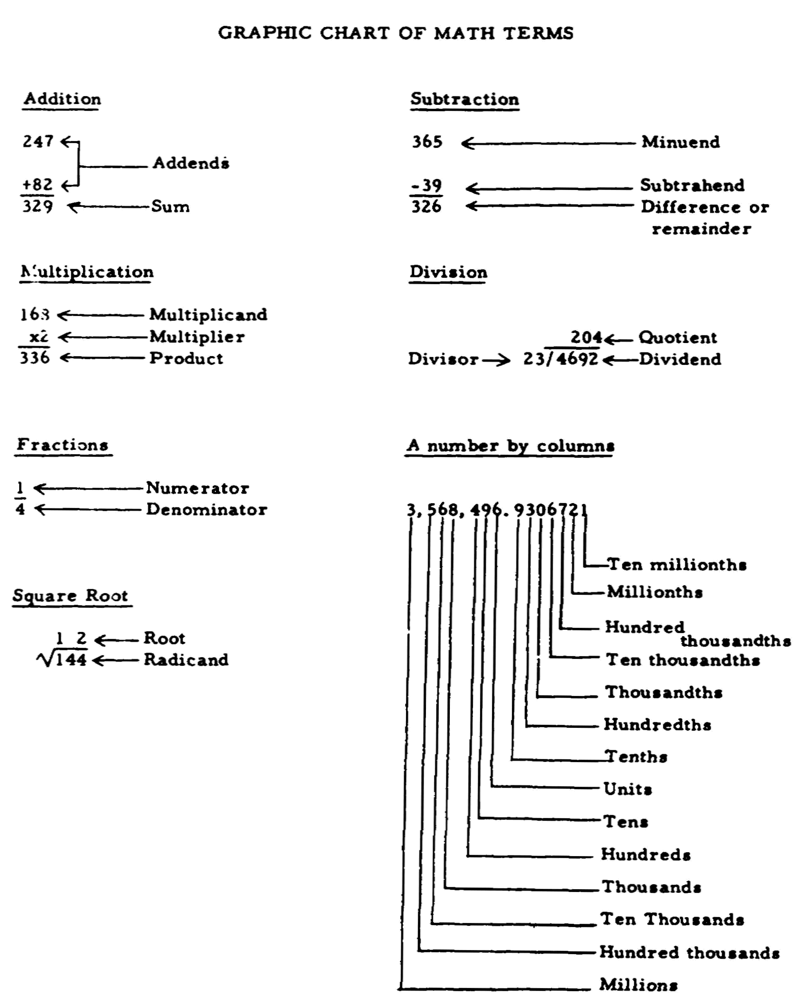 GRAPHIC CHART OF MATH TERMS
Addition
247
Addends
+82
329 Sum
Subtraction
365 Minuend
-39 Subtrahend
326 Difference or
remainder
Multiplication
168 Multiplicand
x2 Multiplier
336 Product
Division
204 Quotient
Divisor 23/4692 Dividend
Fractions
1 Numerator
4 Denominator
Square Root
1 2 Root
√144 Radicand
A number by columns
3,568,496.9306721
Ten millionths
Millionths
Hundred
thousandths
Ten thousandths
Thousandths
Hundredths
Tenths
Units
Tens
Hundreds
Thousands
Ten Thousands
Hundred thousands
Millions